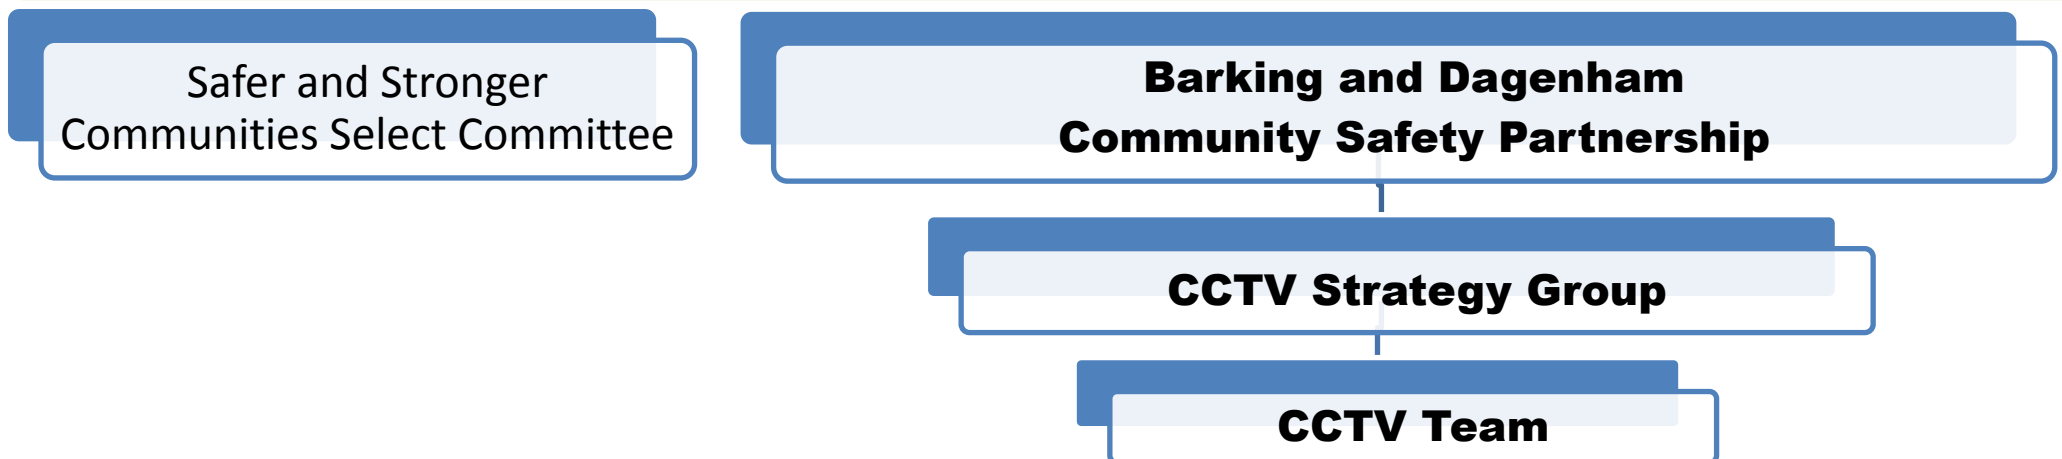 Safer and Stronger
Communities Select Committee
Barking and Dagenham
Community Safety Partnership
CCTV Strategy Group
CCTV Team